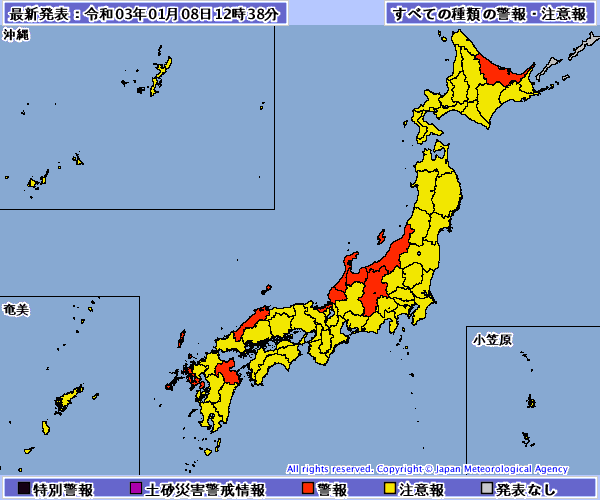 最新発表：令和03年01月08日12時38分
すべての種類の警報・注意報
沖縄
奄美
小笠原
All rights reserved. Copyright © Japan Meteorological Agency
特別警報 土砂災害警戒情報 警報 注意報 発表なし